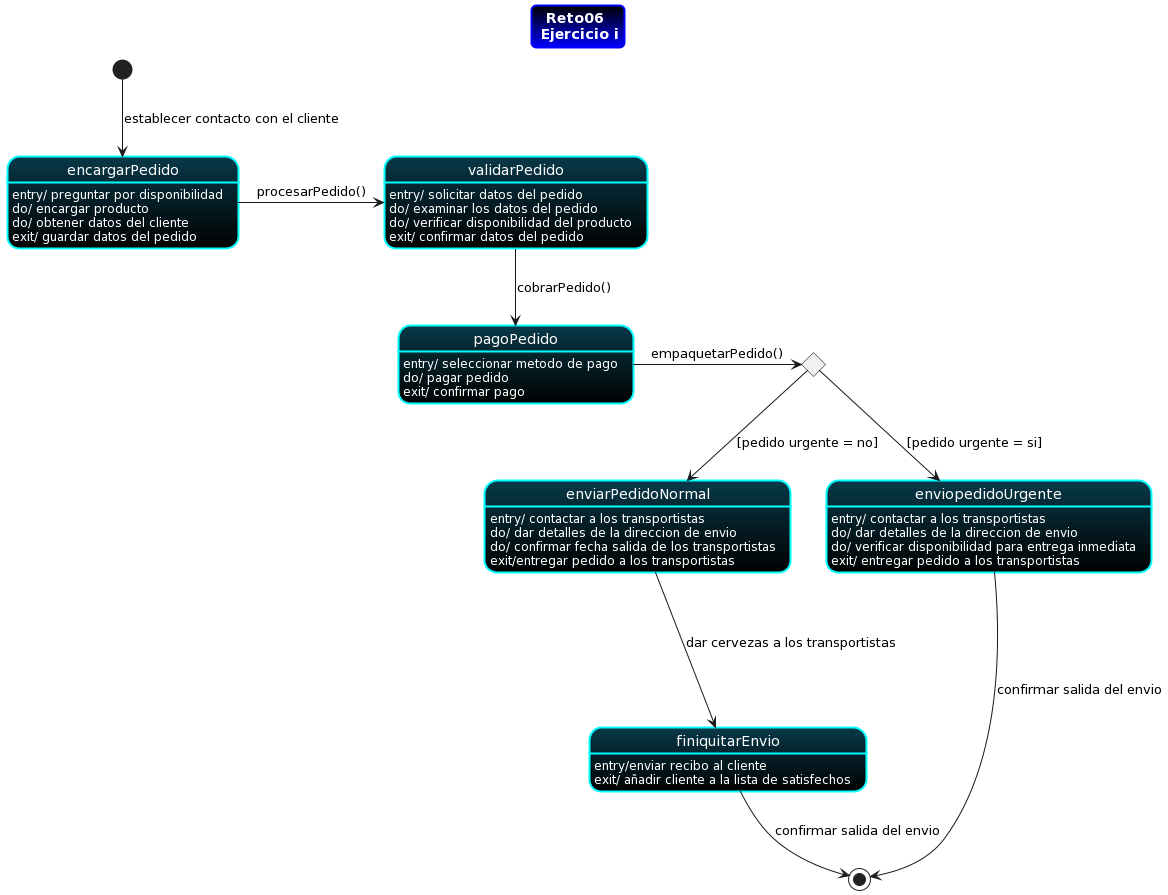 Reto06
Ejercicio i
establecer contacto con el cliente
encargarPedido
entry/ preguntar por disponibilidad
do/ encargar producto
do/ obtener datos del cliente
exit/ guardar datos del pedido
procesarPedido()
validarPedido
entry/ solicitar datos del pedido
do/ examinar los datos del pedido
do/ verificar disponibilidad del producto
exit/ confirmar datos del pedido
cobrarPedido()
pagoPedido
entry/ seleccionar metodo de pago
do/ pagar pedido
exit/ confirmar pago
empaquetarPedido()
[pedido urgente = no]
[pedido urgente = si]
enviarPedidoNormal
entry/ contactar a los transportistas
do/ dar detalles de la direccion de envio
do/ confirmar fecha salida de los transportistas
exit/entregar pedido a los transportistas
enviopedidoUrgente
entry/ contactar a los transportistas
do/ dar detalles de la direccion de envio
do/ verificar disponibilidad para entrega inmediata
exit/ entregar pedido a los transportistas
dar cervezas a los transportistas
confirmar salida del envio
finiquitarEnvio
entry/enviar recibo al cliente
exit/ añadir cliente a la lista de satisfechos
confirmar salida del envio